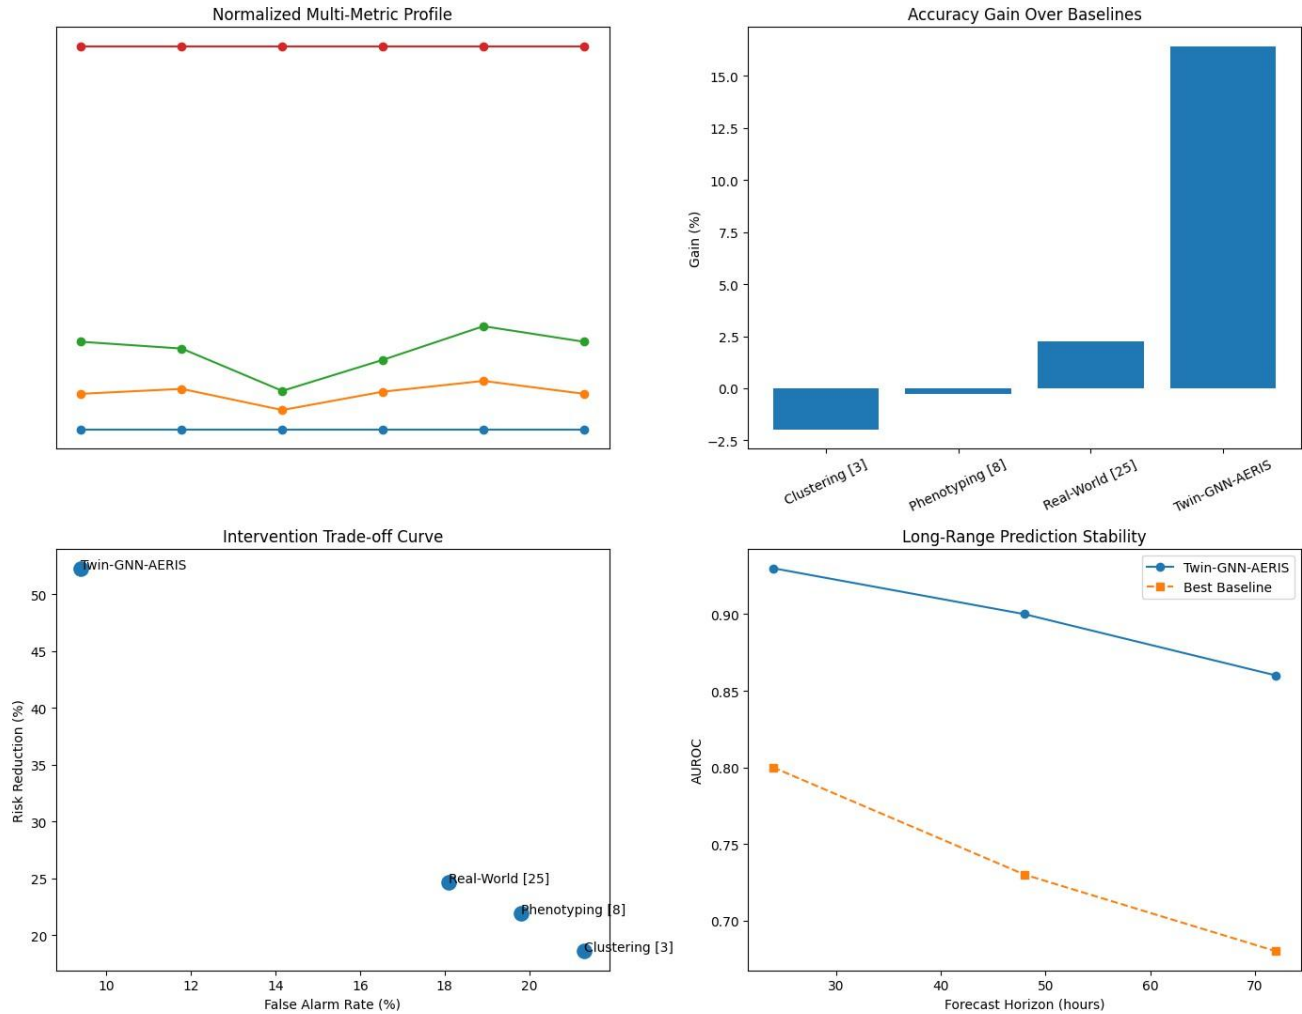 Normalized Multi-Metric Profile
Accuracy Gain Over Baselines
Gain (%)
15.0
12.5
10.0
7.5
5.0
2.5
0.0
−2.5
Clustering [3]
Phenotyping [8]
Real-World [25]
Twin-GNN-AERIS
Intervention Trade-off Curve
Risk Reduction (%)
50
45
40
35
30
25
20
Twin-GNN-AERIS
Real-World [25]
Phenotyping [8]
Clustering [3]
10
12
14
16
18
20
False Alarm Rate (%)
Long-Range Prediction Stability
Twin-GNN-AERIS
Best Baseline
AUROC
0.90
0.85
0.80
0.75
0.70
30
40
50
60
70
Forecast Horizon (hours)